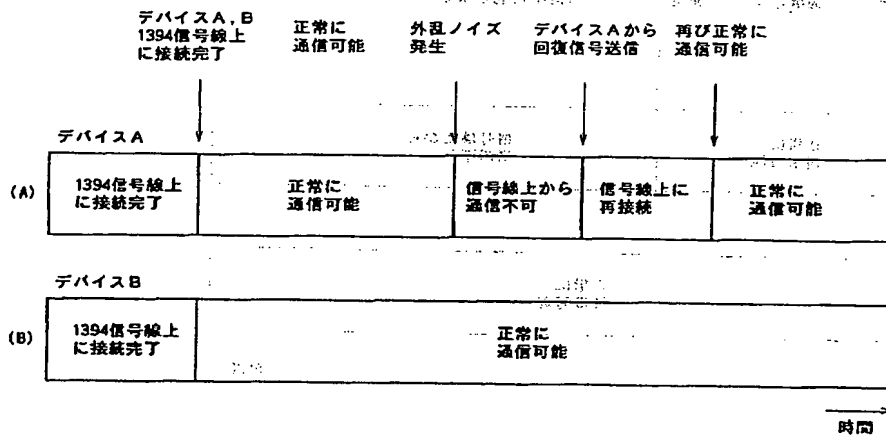 デバイスA,B
1394信号線上
に接続完了
正常に
通信可能
外乱ノイズ
発生
デバイスAから
回復信号送信
再び正常に
通信可能
デバイスA
(A)
1394信号線上
に接続完了
正常に
通信可能
信号線上から
通信不可
信号線上に
再接続
正常に
通信可能
デバイスB
(B)
1394信号線上
に接続完了
正常に
通信可能
時間